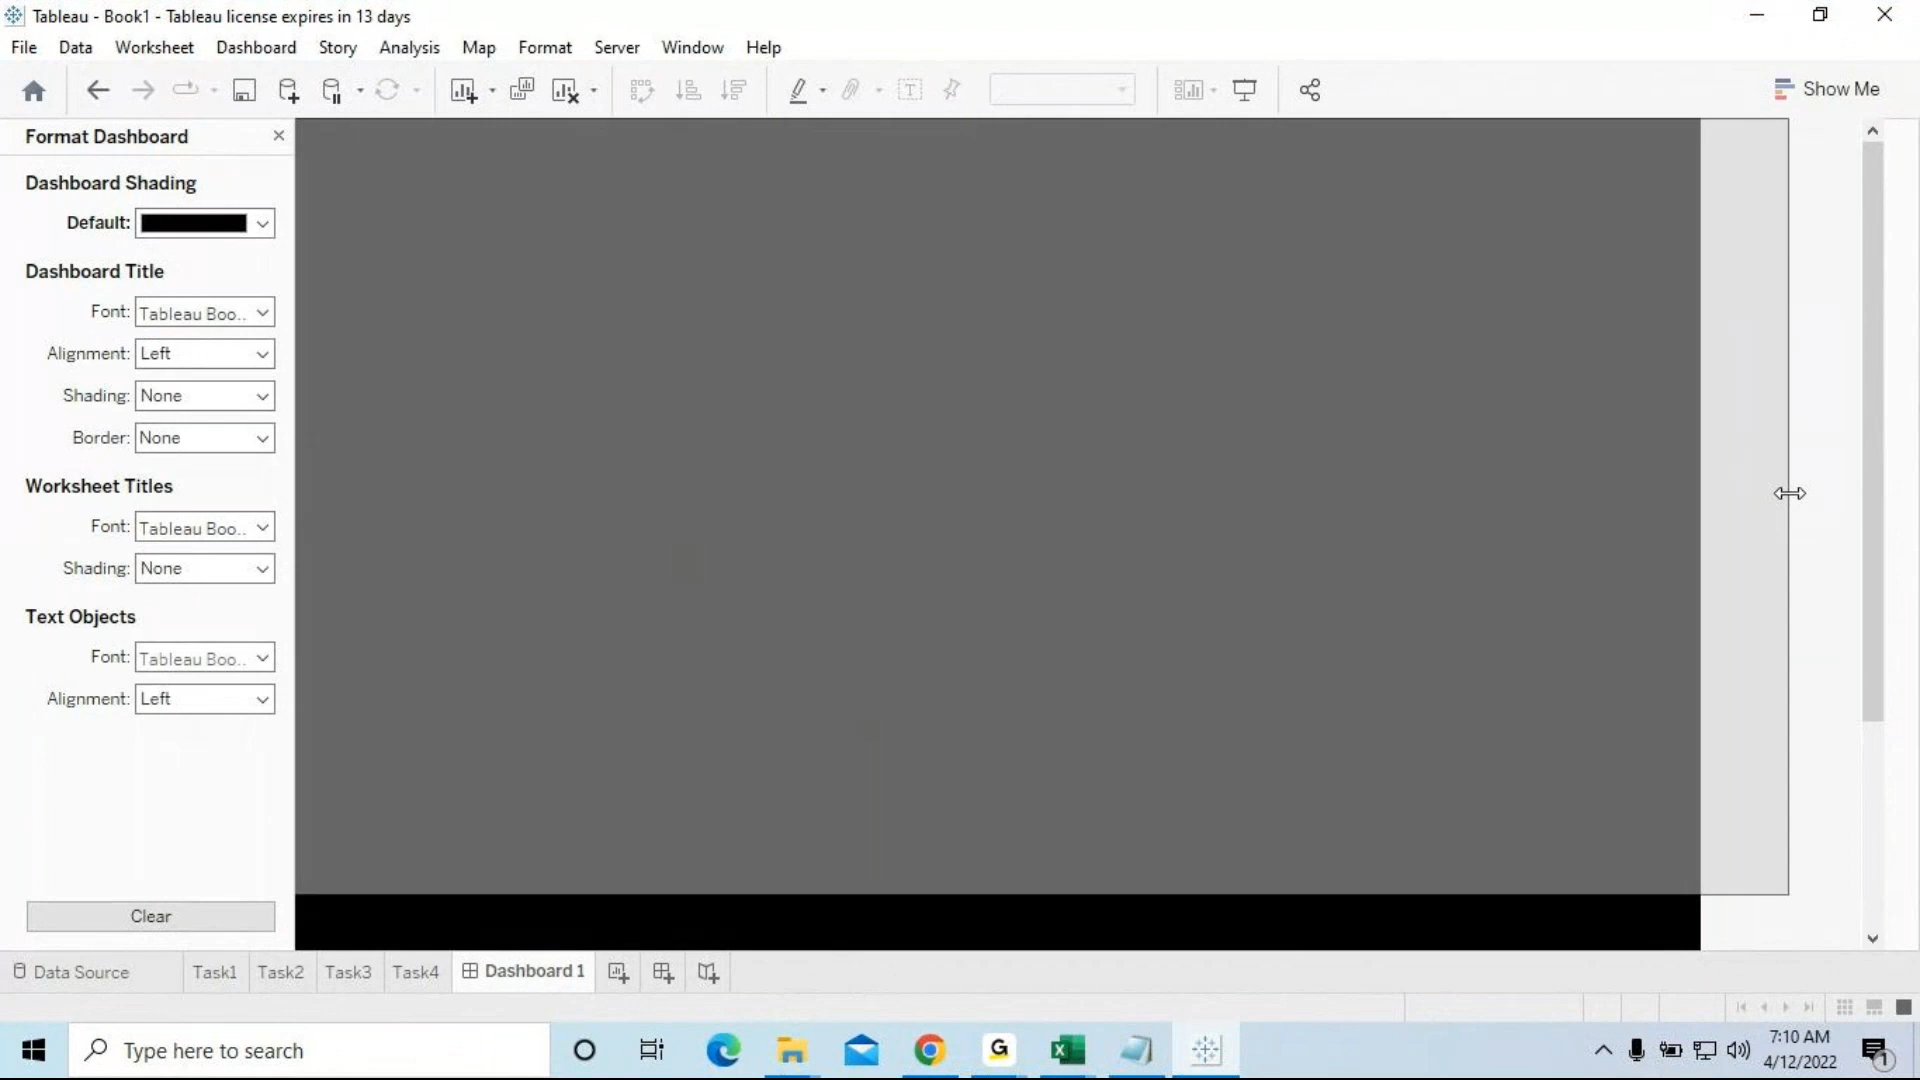 Tableau - Book1 - Tableau license expires in 13 days
File Data Worksheet Dashboard Story Analysis Map Format Server Window Help
Show Me
Format Dashboard
Dashboard Shading
Default:
Dashboard Title
Font: Tableau Boo..
Alignment: Left
Shading: None
Border: None
Worksheet Titles
Font: Tableau Boo..
Shading: None
Text Objects
Font: Tableau Boo..
Alignment: Left
Clear
Data Source Task1 Task2 Task3 Task4 Dashboard 1
Type here to search
G
7:10 AM
4/12/2022
1